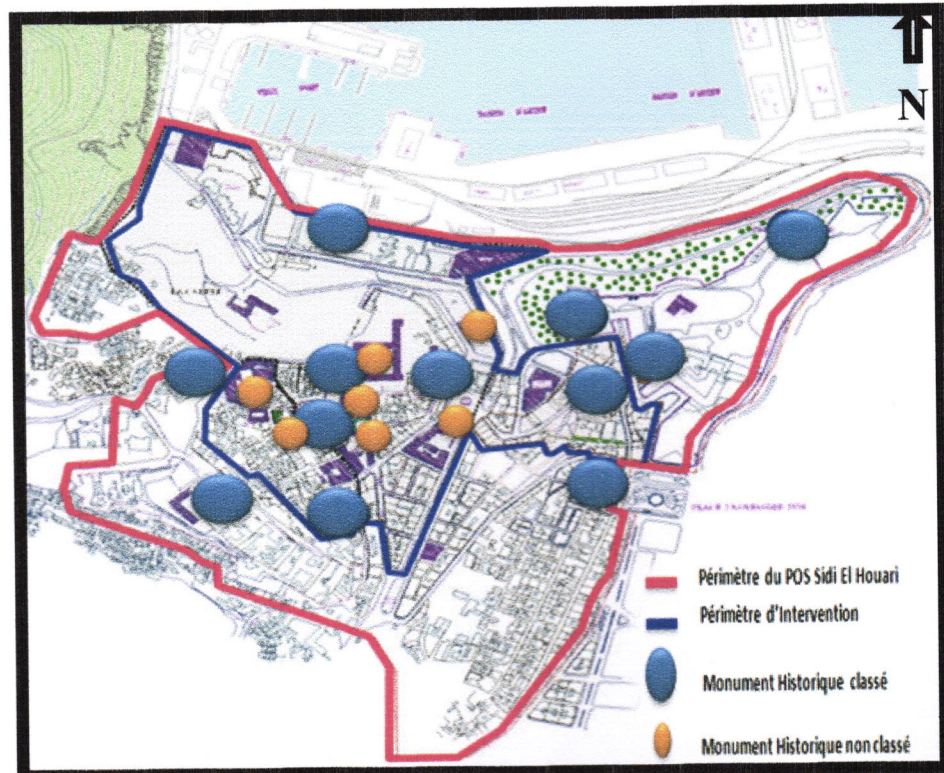 N
Périmètre du POS Sidi El Houari
Périmètre d'Intervention
Monument Historique classé
Monument Historique non classé